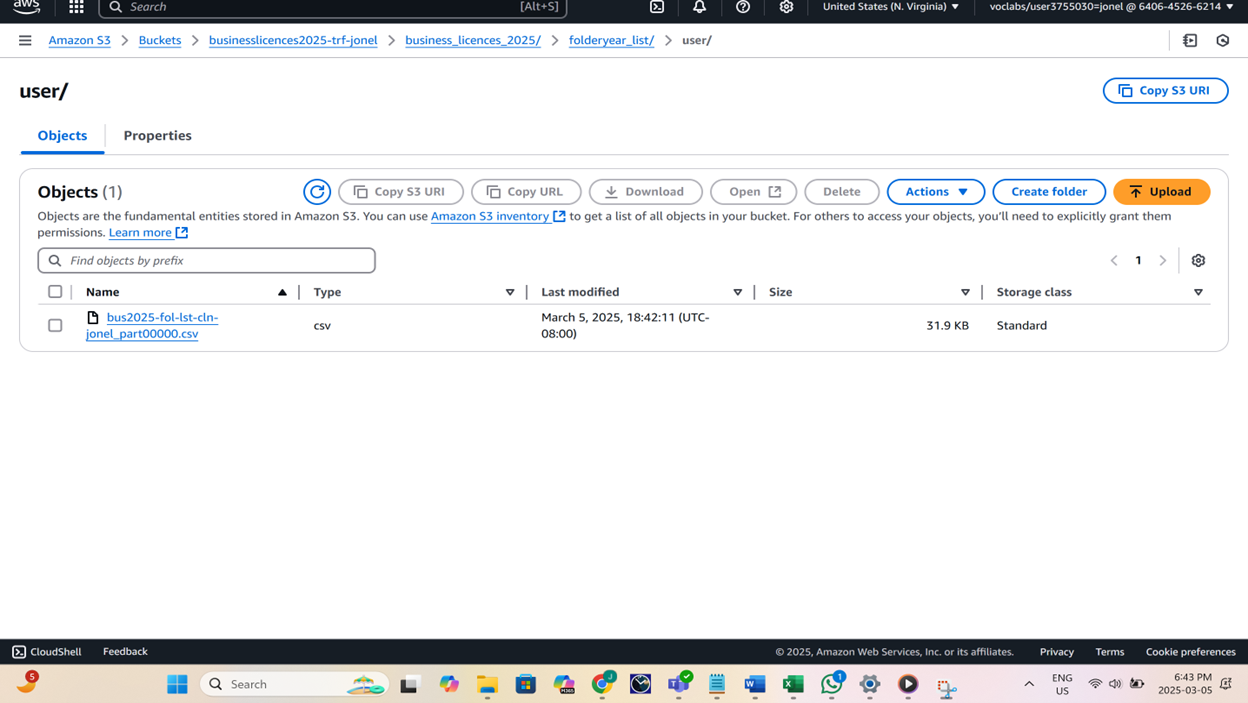 aws
Search
[Alt+S]
United States (N. Virginia)
voclabs/user3755030=jonel @ 6406-4526-6214
Amazon S3
Buckets
businesslicences2025-trf-jonel
business_licences_2025/
folderyear_list/
user/
user/
Copy S3 URI
Objects
Properties
Objects (1)
Copy S3 URI
Copy URL
Download
Open
Delete
Actions
Create folder
Upload
Objects are the fundamental entities stored in Amazon S3. You can use Amazon S3 inventory to get a list of all objects in your bucket. For others to access your objects, you'll need to explicitly grant them
permissions. Learn more
Find objects by prefix
1
Name
Type
Last modified
Size
Storage class
bus2025-fol-lst-cln-
jonel_part00000.csv
csv
March 5, 2025, 18:42:11 (UTC-
08:00)
31.9 KB
Standard
CloudShell
Feedback
© 2025, Amazon Web Services, Inc. or its affiliates.
Privacy
Terms
Cookie preferences
5
Search
M365
J
1
ENG
US
6:43 PM
2025-03-05